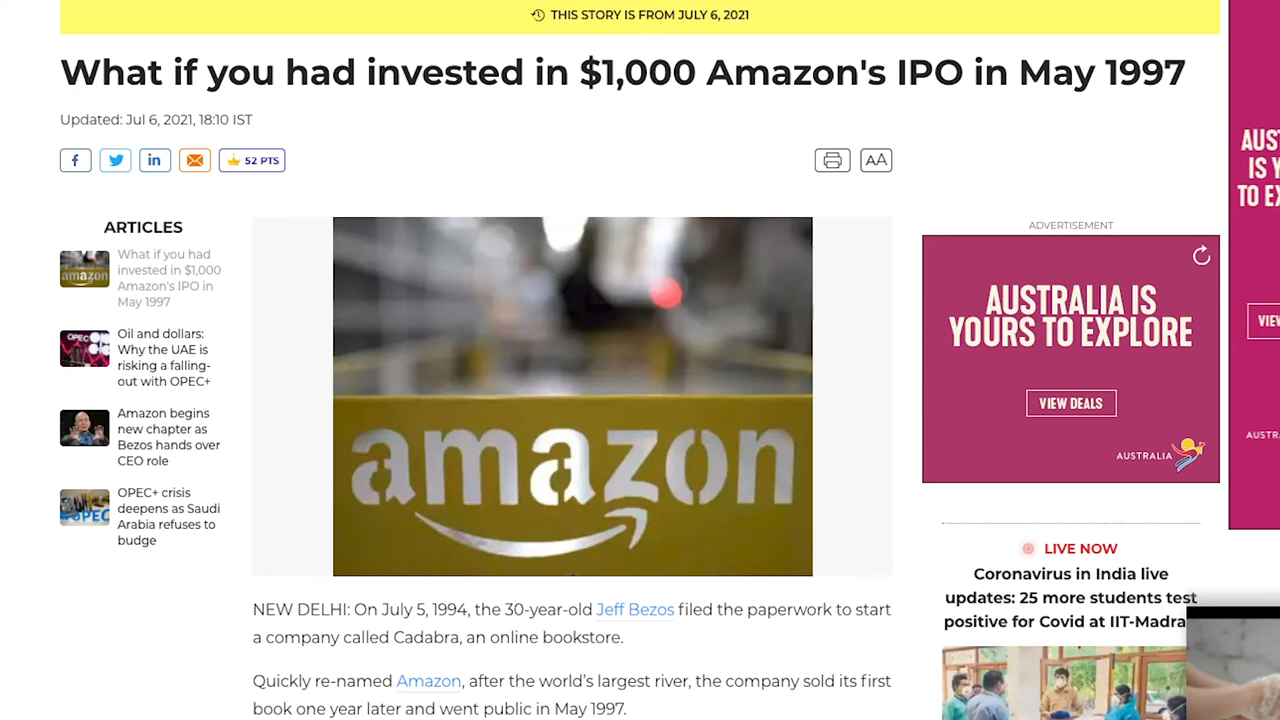 THIS STORY IS FROM JULY 6, 2021
What if you had invested in $1,000 Amazon's IPO in May 1997
Updated: Jul 6, 2021, 18:10 IST
52 PTS
AA
ARTICLES
What if you had
invested in $1,000
Amazon's IPO in
May 1997
Oil and dollars:
Why the UAE is
risking a falling-
out with OPEC+
Amazon begins
new chapter as
Bezos hands over
CEO role
OPEC+ crisis
deepens as Saudi
Arabia refuses to
budge
amazon
NEW DELHI: On July 5, 1994, the 30-year-old Jeff Bezos filed the paperwork to start
a company called Cadabra, an online bookstore.
Quickly re-named Amazon, after the world's largest river, the company sold its first
book one year later and went public in May 1997.
ADVERTISEMENT
AUSTRALIA IS
YOURS TO EXPLORE
VIEW DEALS
AUSTRALIA
LIVE NOW
Coronavirus in India live
updates: 25 more students test
positive for Covid at IIT-Madra
AUS
IS Y
TO E
VIE
AUSTR